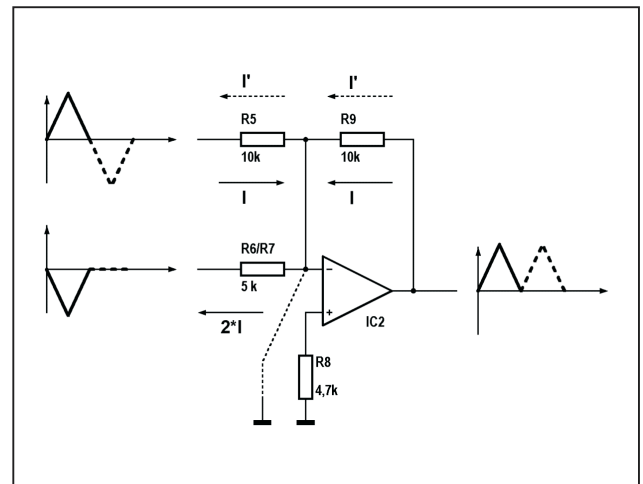 I' I'
R5 R9
10k 10k
I I
R6/R7
5 k
−
+
IC2
2*I
R8
4,7k